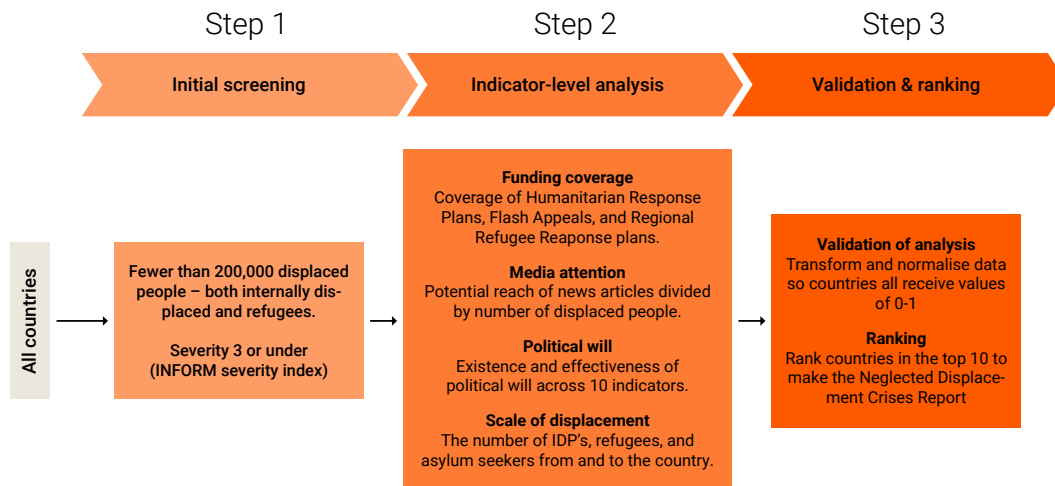 Step 1
Step 2
Step 3
Initial screening
Indicator-level analysis
Validation & ranking
All countries
Fewer than 200,000 displaced
people – both internally dis-
placed and refugees.
Severity 3 or under
(INFORM severity index)
Funding coverage
Coverage of Humanitarian Response
Plans, Flash Appeals, and Regional
Refugee Response plans.
Media attention
Potential reach of news articles divided
by number of displaced people.
Political will
Existence and effectiveness of
political will across 10 indicators.
Scale of displacement
The number of IDP's, refugees, and
asylum seekers from and to the country.
Validation of analysis
Transform and normalise data
so countries all receive values
of 0-1
Ranking
Rank countries in the top 10 to
make the Neglected Displace-
ment Crises Report